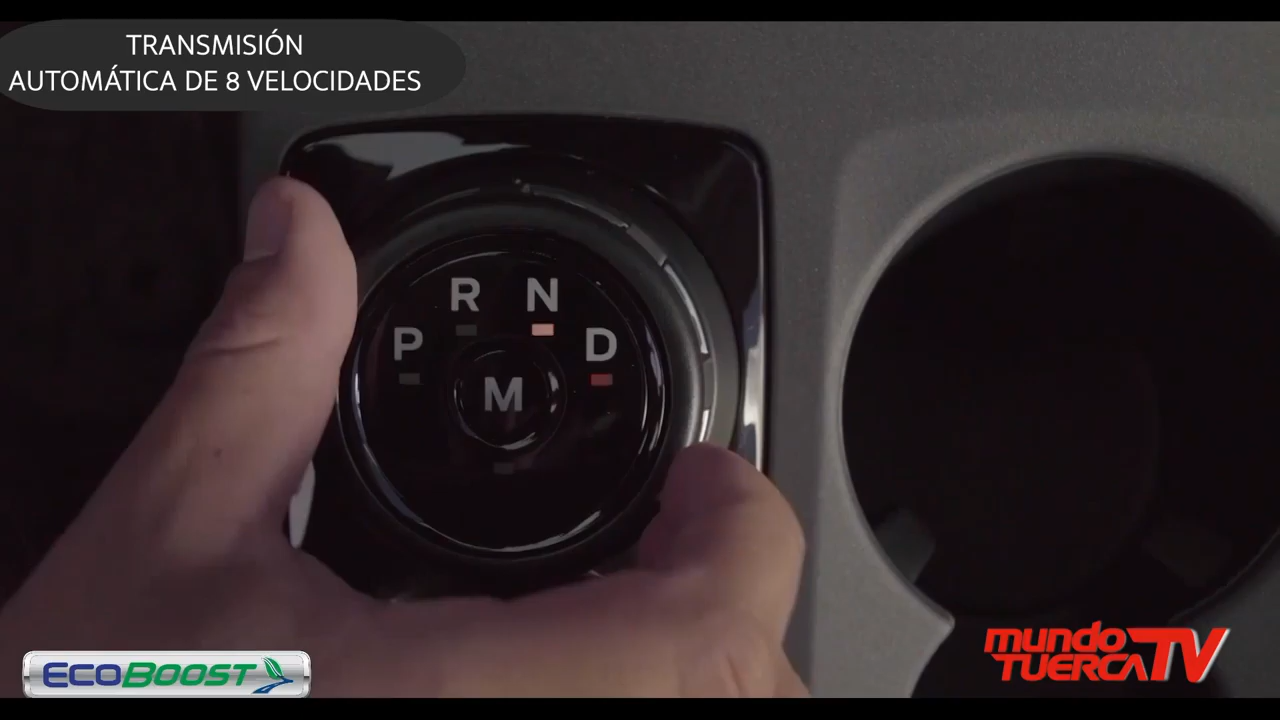 TRANSMISIÓN
AUTOMÁTICA DE 8 VELOCIDADES
R N
P D
M
ECOBOOST
mundo
TUERCA TV